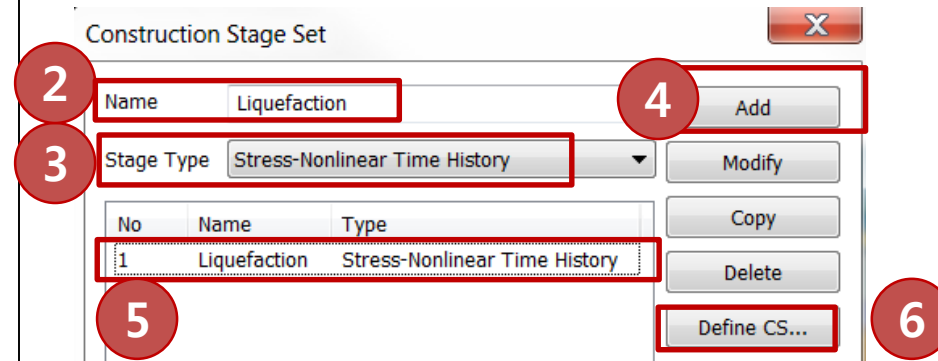 Construction Stage Set
X
2
Name Liquefaction
4
Add
3
Stage Type Stress-Nonlinear Time History
Modify
No Name Type
Copy
1 Liquefaction Stress-Nonlinear Time History
Delete
5
Define CS...
6